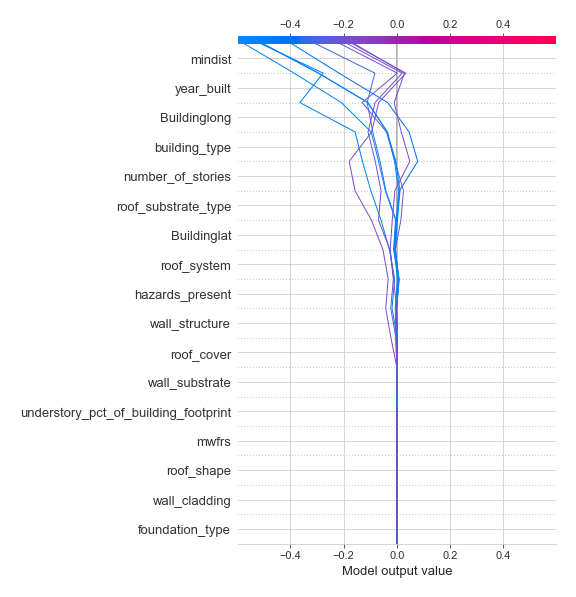 −0.4 −0.2 0.0 0.2 0.4
mindist
year_built
Buildinglong
building_type
number_of_stories
roof_substrate_type
Buildinglat
roof_system
hazards_present
wall_structure
roof_cover
wall_substrate
understory_pct_of_building_footprint
mwfrs
roof_shape
wall_cladding
foundation_type
−0.4 −0.2 0.0 0.2 0.4
Model output value